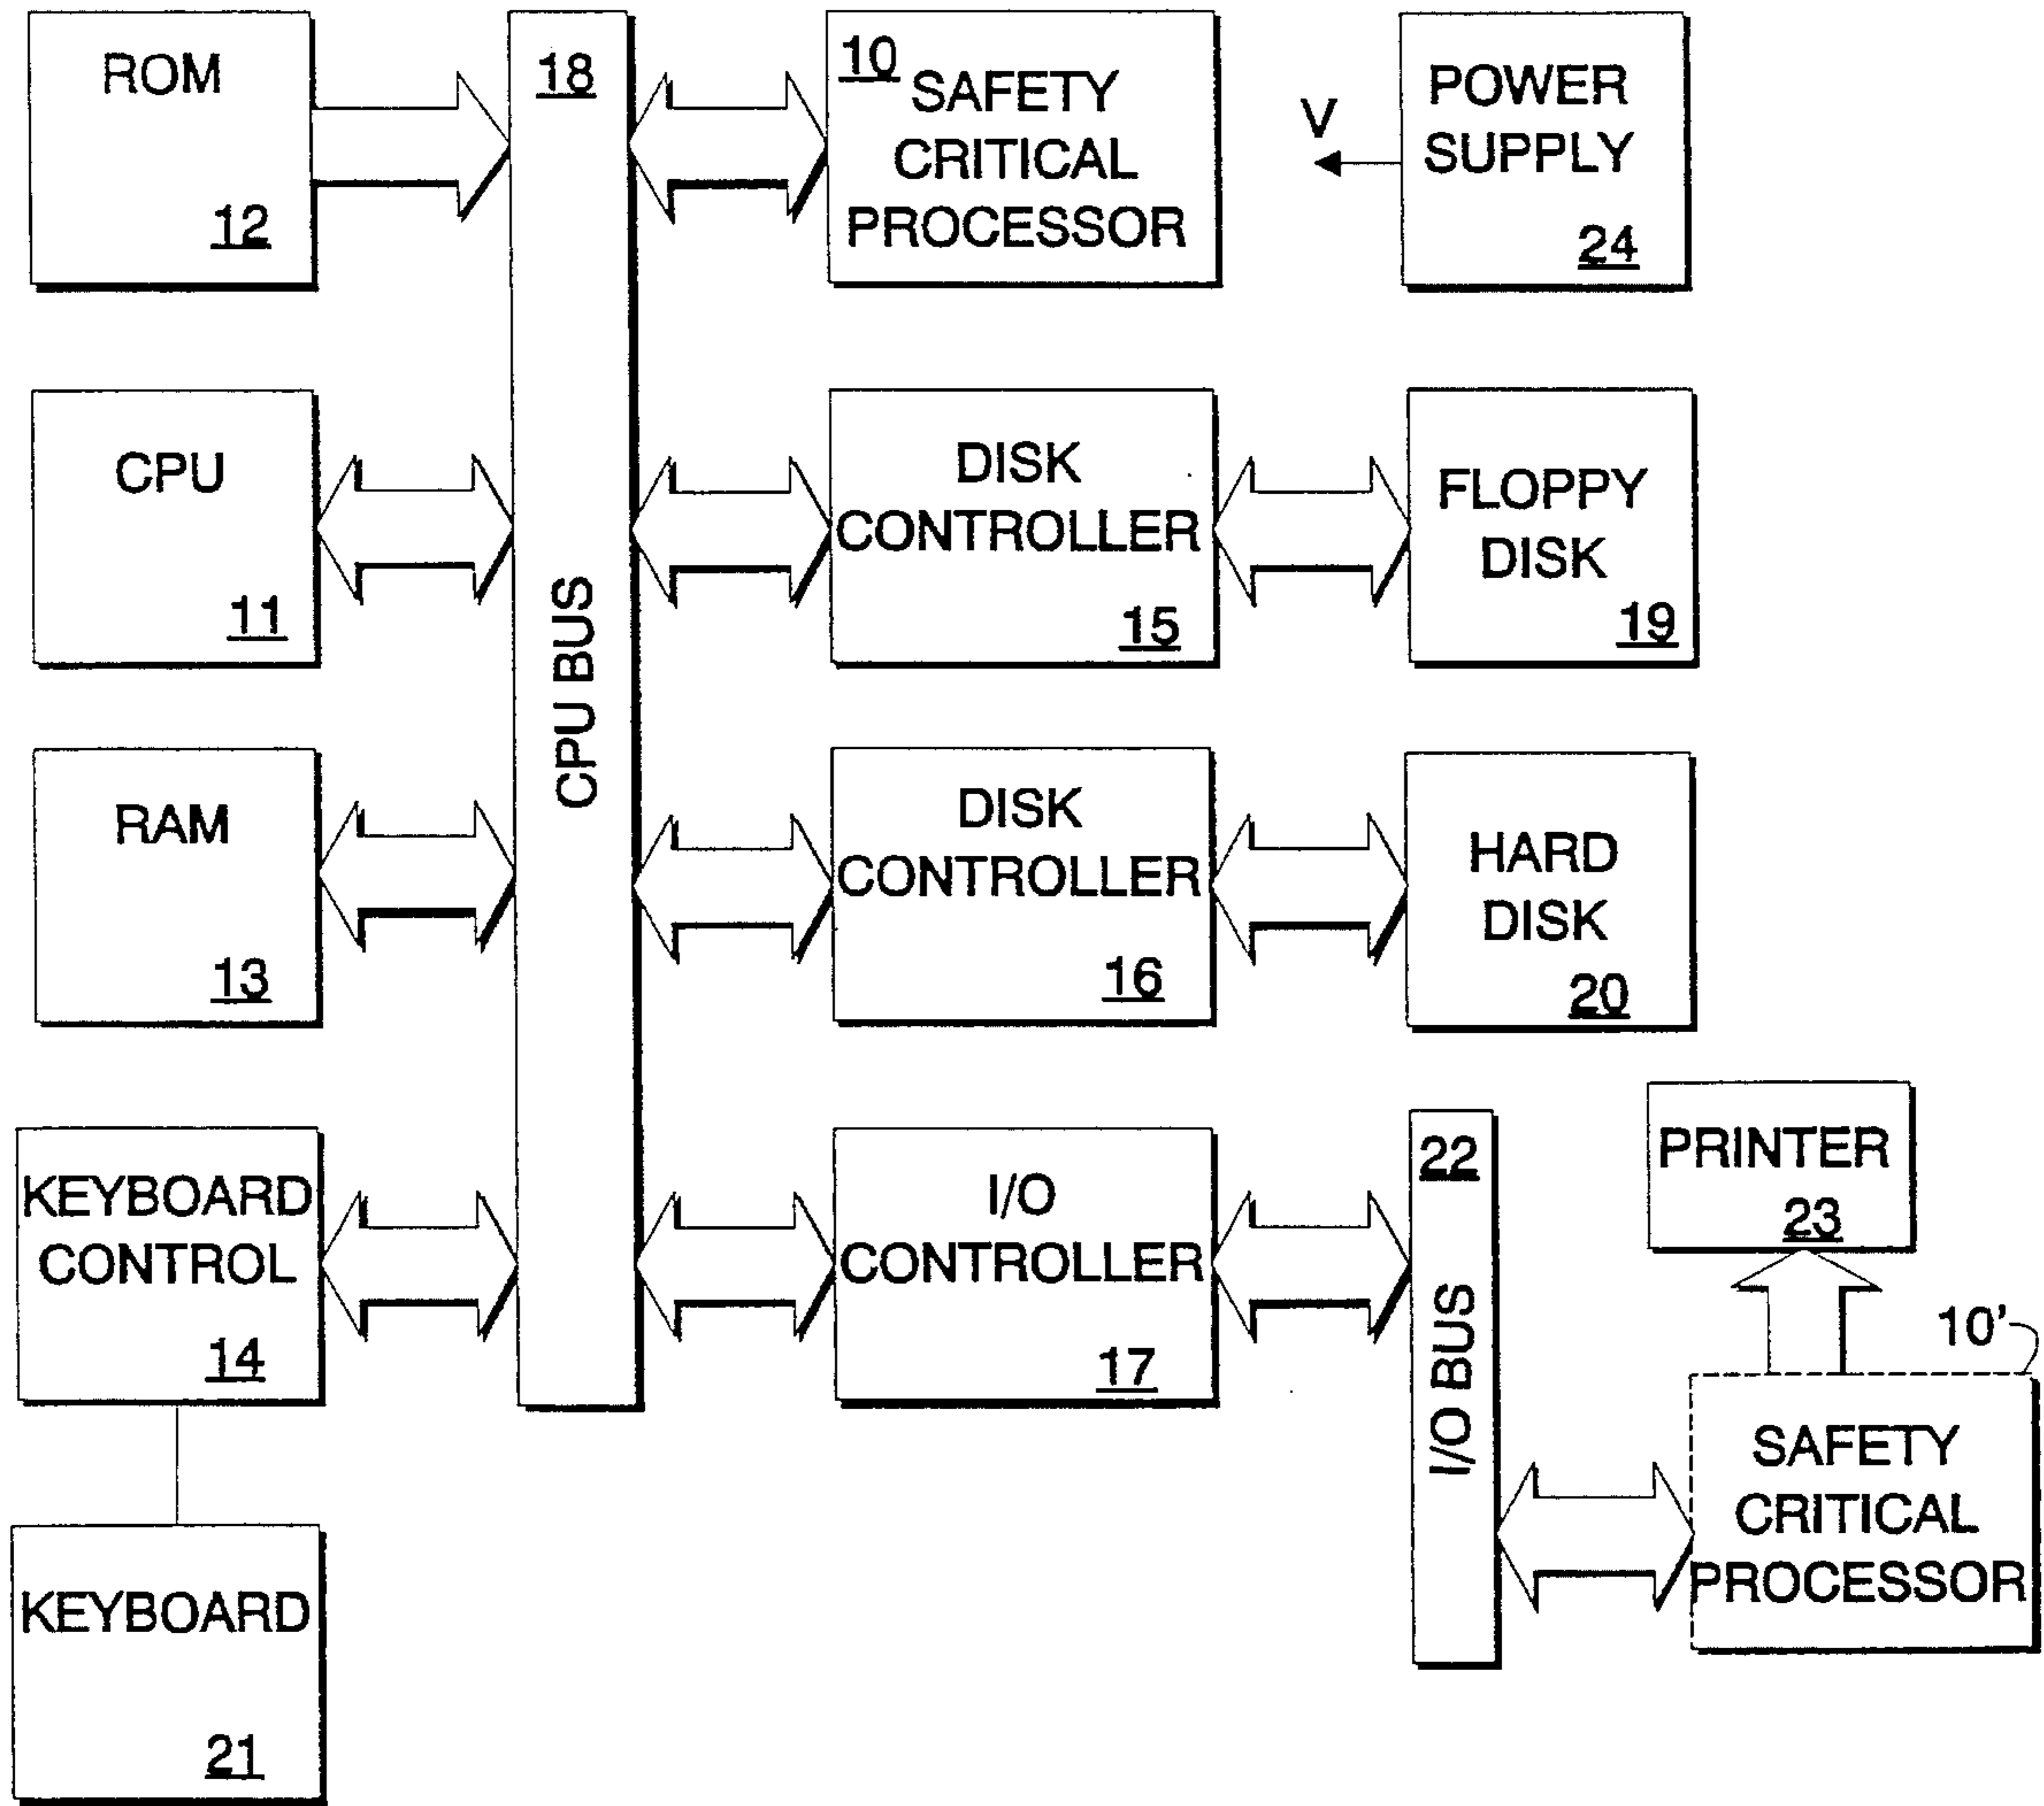 ROM
12
18
10
SAFETY
CRITICAL
PROCESSOR
V
POWER
SUPPLY
24
CPU
11
CPU BUS
DISK
CONTROLLER
15
FLOPPY
DISK
19
RAM
13
DISK
CONTROLLER
16
HARD
DISK
20
KEYBOARD
CONTROL
14
I/O
CONTROLLER
17
22
I/O BUS
PRINTER
23
10'
SAFETY
CRITICAL
PROCESSOR
KEYBOARD
21